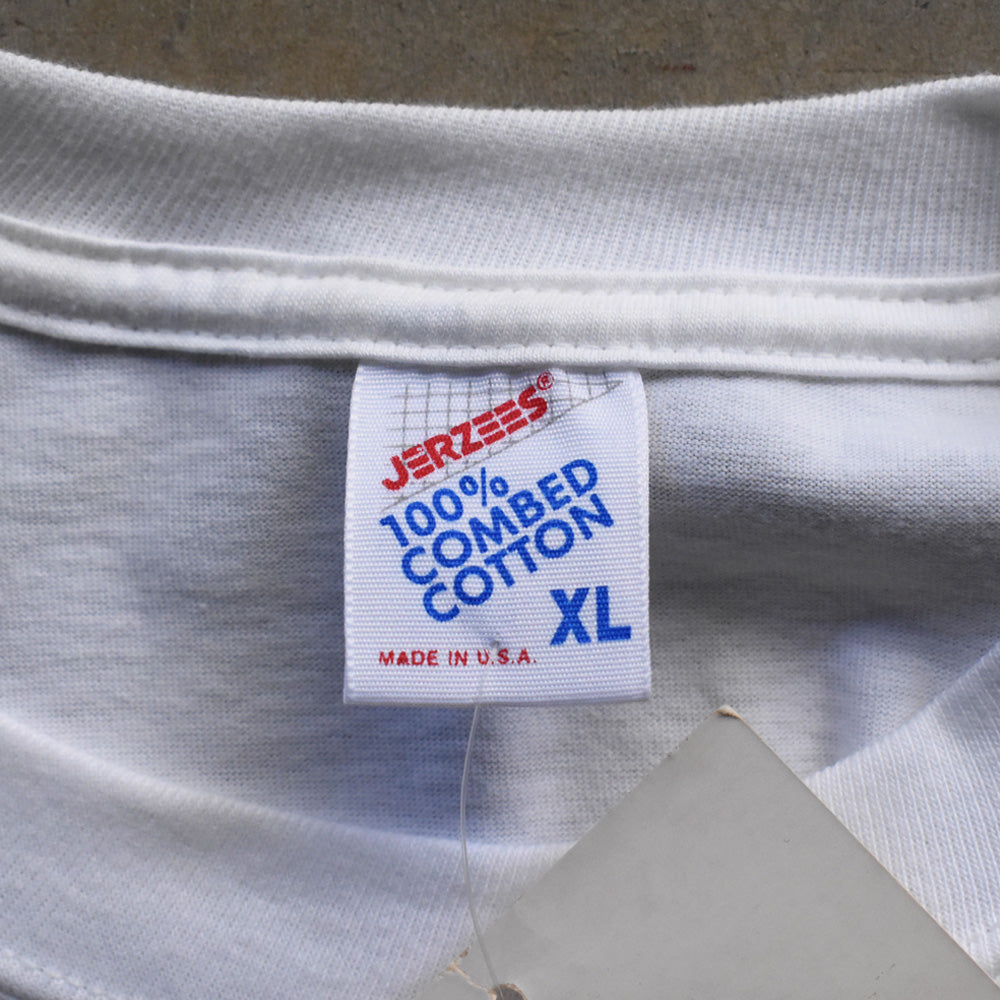 JERZEES®
100%
COMBED
COTTON
XL
MADE IN U.S.A.